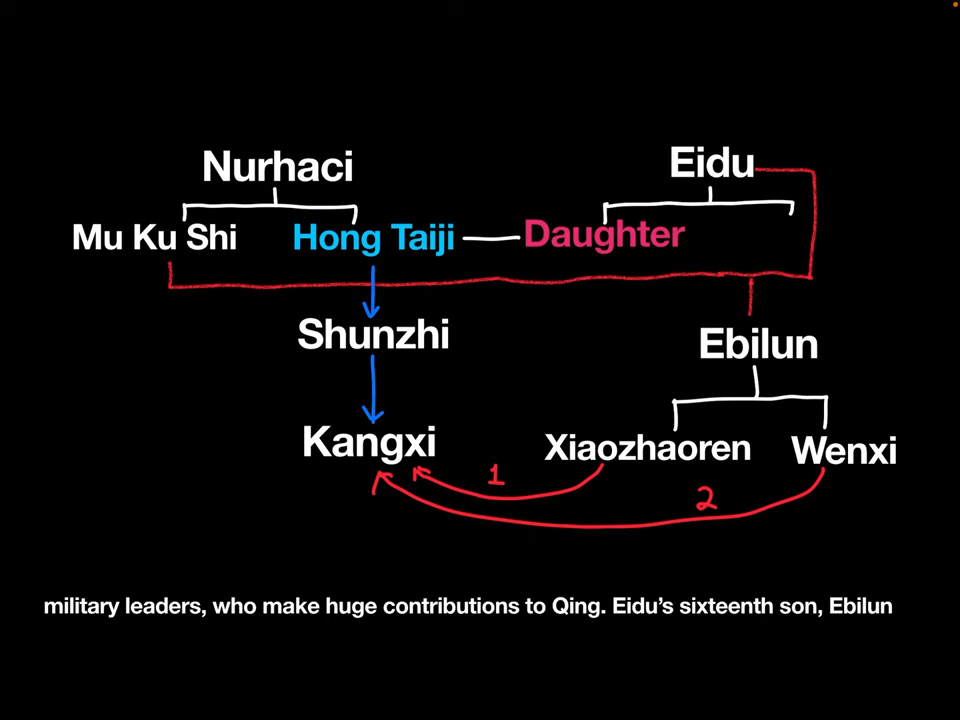 Nurhaci Eidu
Mu Ku Shi Hong Taiji Daughter
Shunzhi Ebilun
Kangxi Xiaozhaoren Wenxi
1
2
military leaders, who make huge contributions to Qing. Eidu's sixteenth son, Ebilun